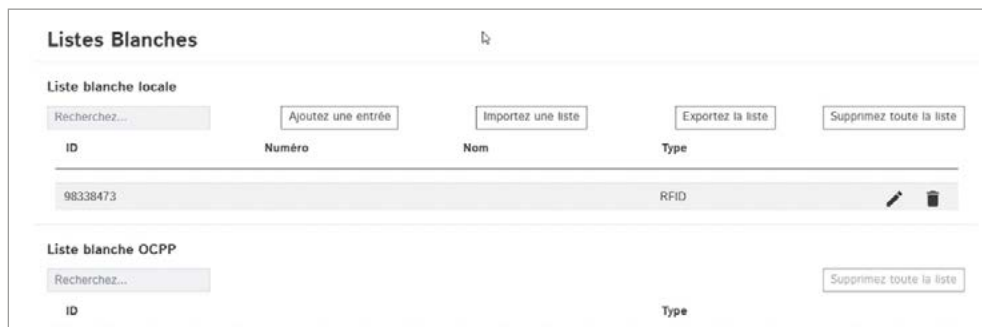 Listes Blanches
Liste blanche locale
Recherchez... Ajoutez une entrée Importez une liste Exportez la liste Supprimez toute la liste
ID Numéro Nom Type
98338473 RFID
Liste blanche OCPP
Recherchez... Supprimez toute la liste
ID Type